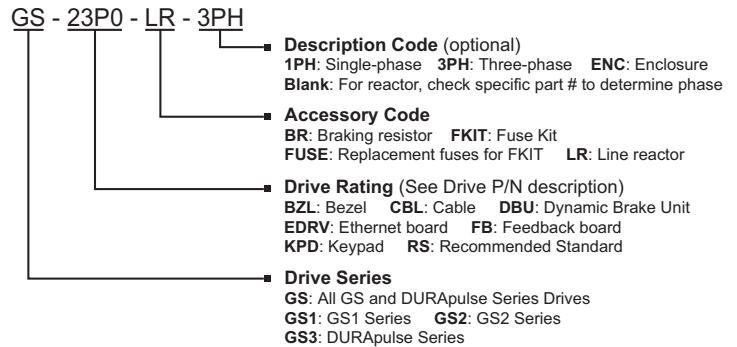 GS - 23P0 - LR - 3PH
Description Code (optional)
1PH: Single-phase 3PH: Three-phase ENC: Enclosure
Blank: For reactor, check specific part # to determine phase
Accessory Code
BR: Braking resistor FKIT: Fuse Kit
FUSE: Replacement fuses for FKIT LR: Line reactor
Drive Rating (See Drive P/N description)
BZL: Bezel CBL: Cable DBU: Dynamic Brake Unit
EDRV: Ethernet board FB: Feedback board
KPD: Keypad RS: Recommended Standard
Drive Series
GS: All GS and DURApulse Series Drives
GS1: GS1 Series GS2: GS2 Series
GS3: DURApulse Series